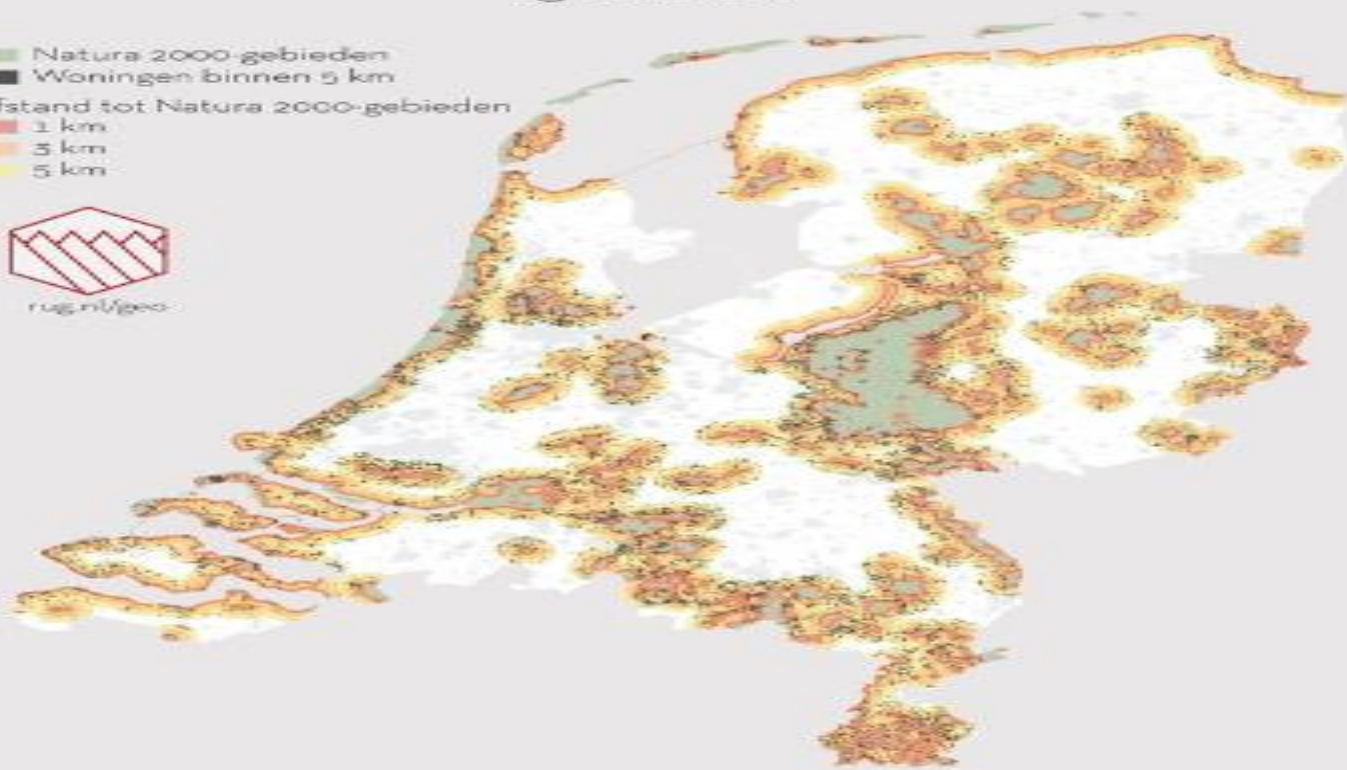 Natura 2000-gebieden
Woningen binnen 5 km
fstand tot Natura 2000-gebieden
1 km
3 km
5 km
rug.nl/geo